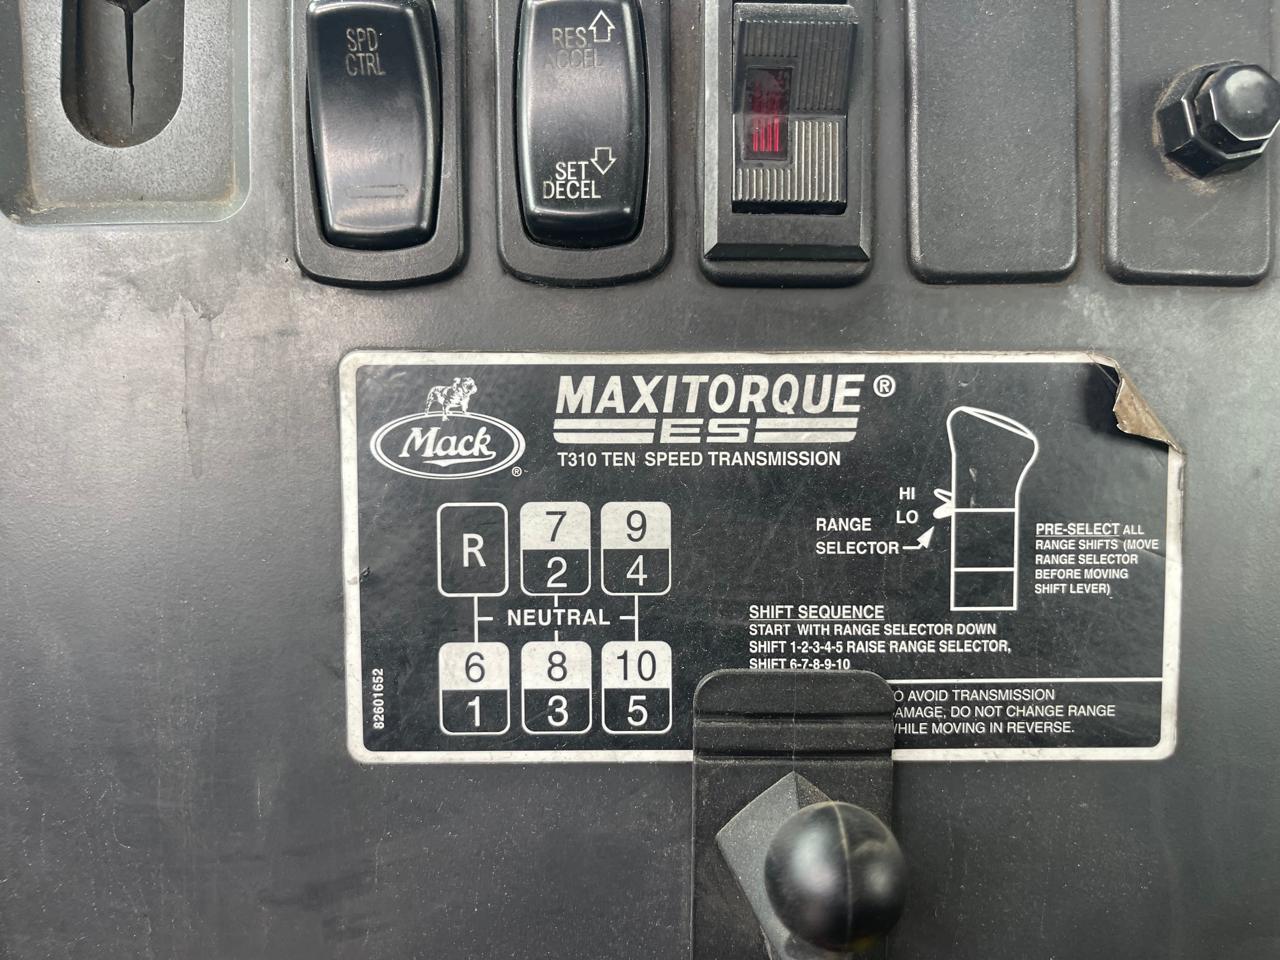 SPD
CTRL
RES.
ACCEL
SET
DECEL
Mack®
MAXITORQUE®
ES
T310 TEN SPEED TRANSMISSION
R
7
2
9
4
NEUTRAL
6
1
8
3
10
5
82601652
HI
LO
RANGE
SELECTOR
PRE-SELECT ALL
RANGE SHIFTS (MOVE
RANGE SELECTOR
BEFORE MOVING
SHIFT LEVER)
SHIFT SEQUENCE
START WITH RANGE SELECTOR DOWN
SHIFT 1-2-3-4-5 RAISE RANGE SELECTOR,
SHIFT 6-7-8-9-10
O AVOID TRANSMISSION
AMAGE, DO NOT CHANGE RANGE
HILE MOVING IN REVERSE.